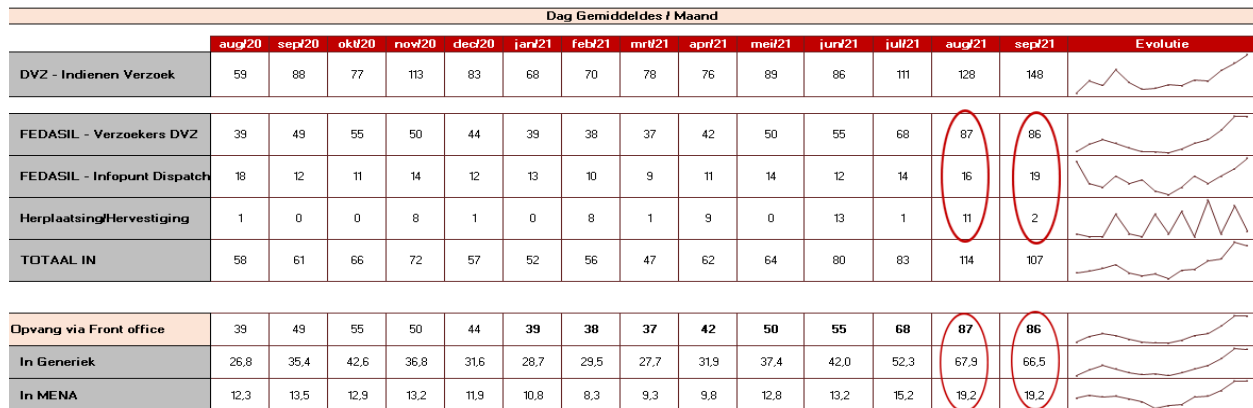 Dag Gemiddeldes / Maand
aug/20 sep/20 okt/20 nov/20 dec/20 jan/21 feb/21 mrt/21 apr/21 mei/21 jun/21 jul/21 aug/21 sep/21 Evolutie
DVZ - Indienen Verzoek 59 88 77 113 83 68 70 78 76 89 86 111 128 148
FEDASIL - Verzoekers DVZ 39 49 55 50 44 39 38 37 42 50 55 68 87 86
FEDASIL - Infopunt Dispatch 18 12 11 14 12 13 10 9 11 14 12 14 16 19
Herplaatsing/Hervestiging 1 0 0 8 1 0 8 1 9 0 13 1 11 2
TOTAAL IN 58 61 66 72 57 52 56 47 62 64 80 83 114 107
Opvang via Front office 39 49 55 50 44 39 38 37 42 50 55 68 87 86
In Generiek 26,8 35,4 42,6 36,8 31,6 28,7 29,5 27,7 31,9 37,4 42,0 52,3 67,9 66,5
In MENA 12,3 13,5 12,9 13,2 11,9 10,8 8,3 9,3 9,8 12,8 13,2 15,2 19,2 19,2